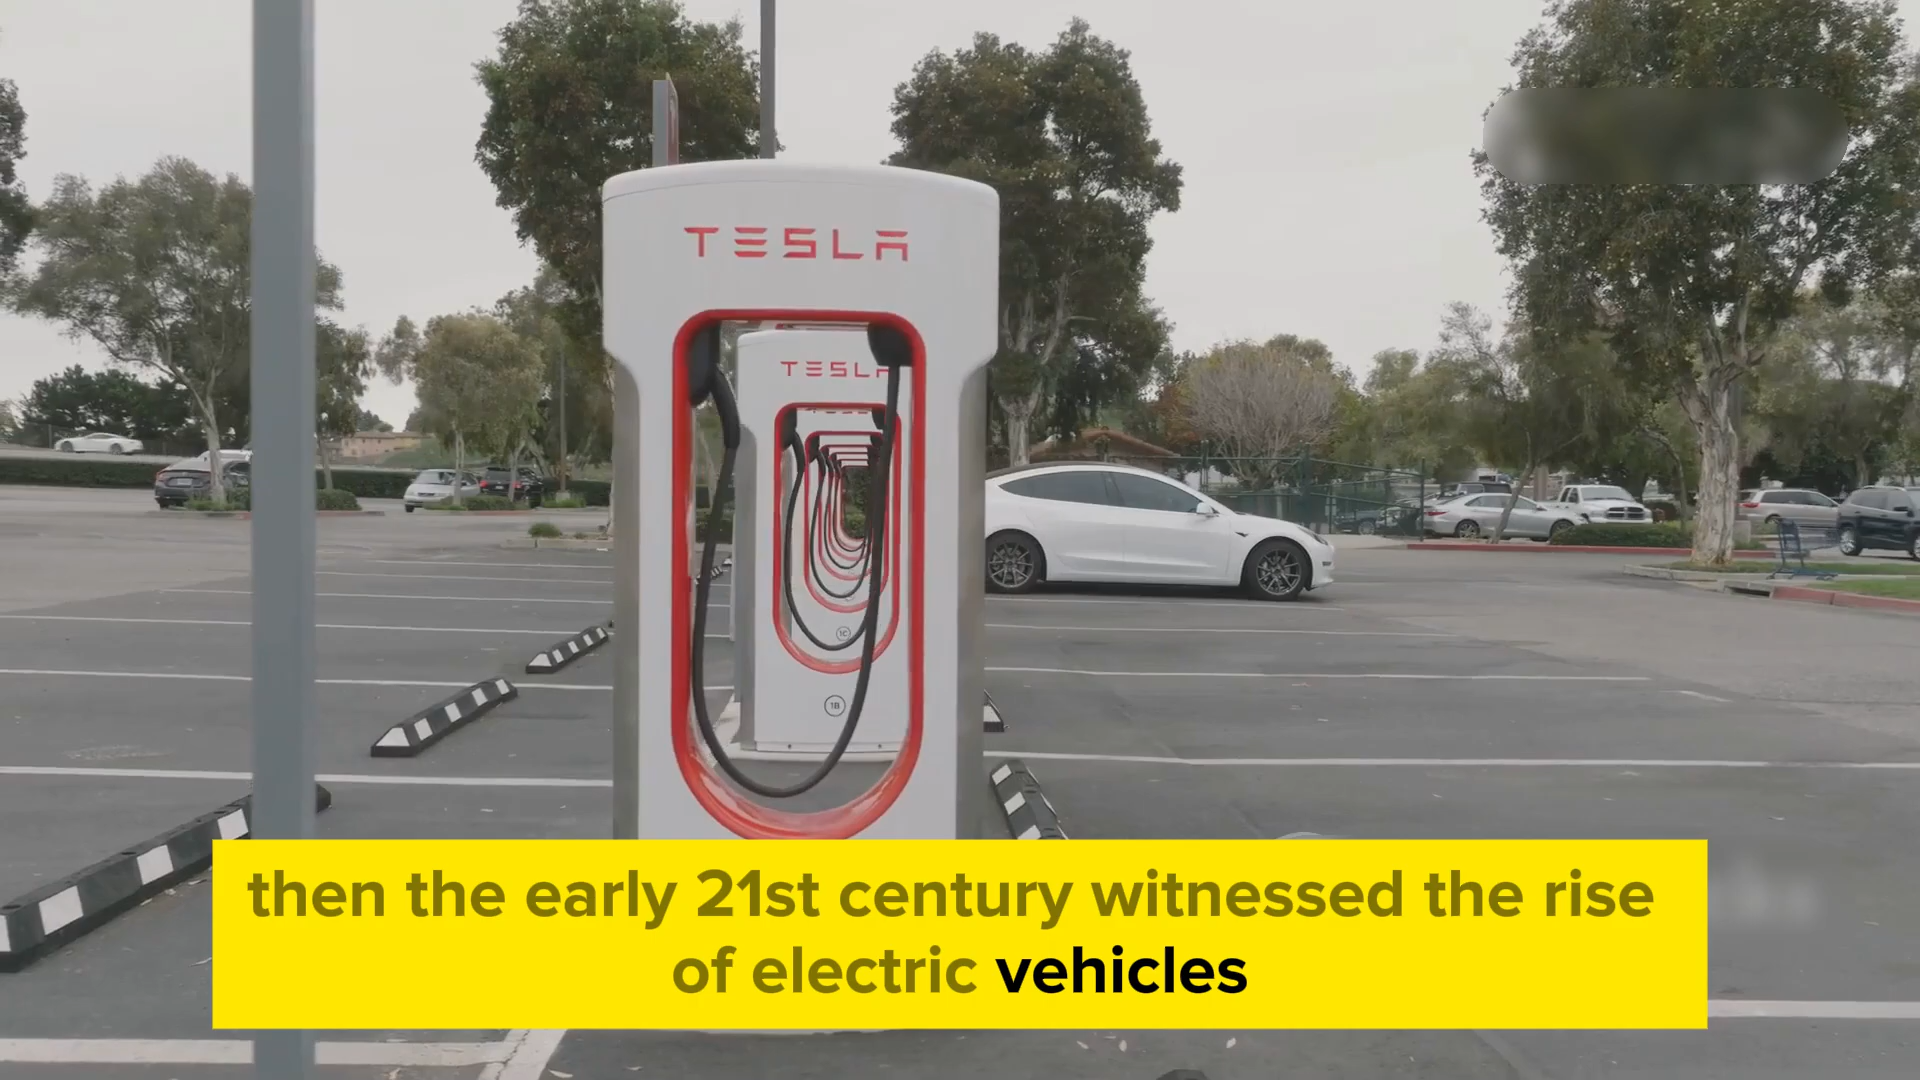 TESLA
TESLA
1C
1B
then the early 21st century witnessed the rise
of electric vehicles